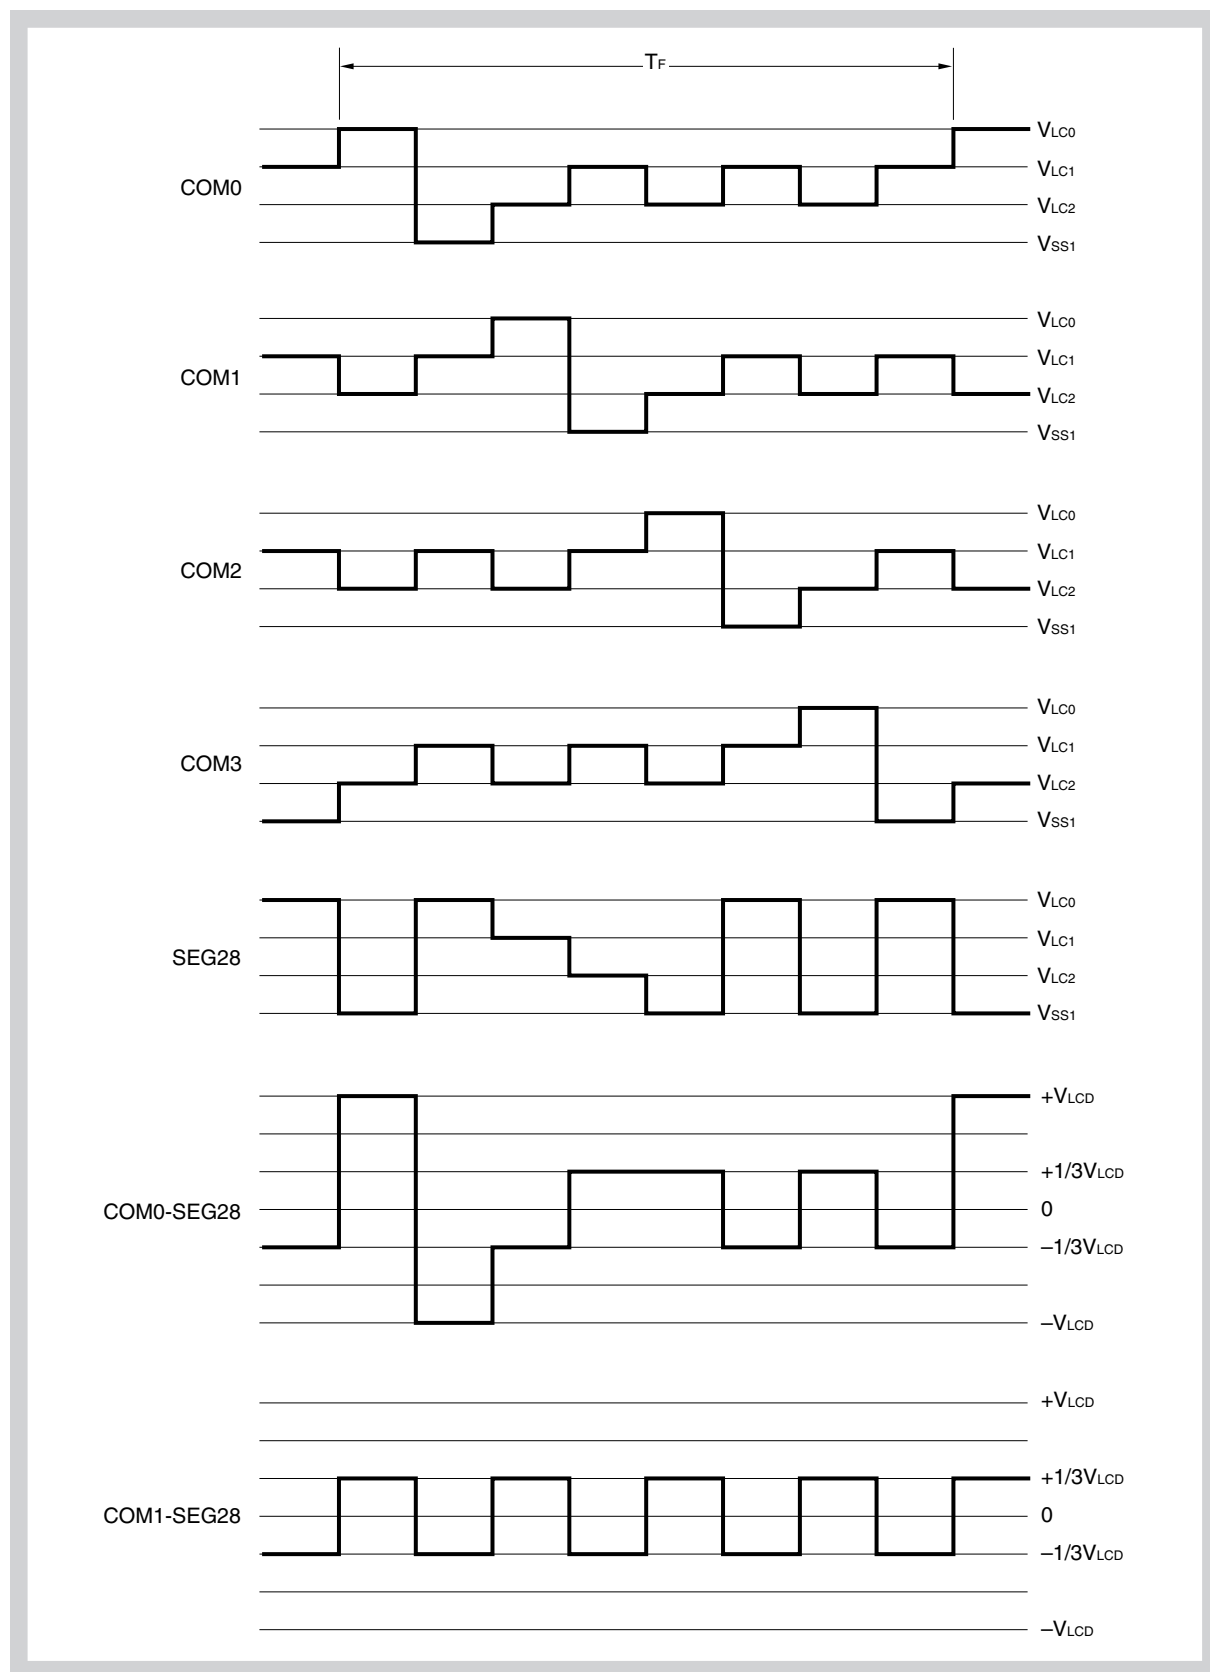 TF
VLC0
VLC1
COM0
VLC2
VSS1
VLC0
VLC1
COM1
VLC2
VSS1
VLC0
VLC1
COM2
VLC2
VSS1
VLC0
VLC1
COM3
VLC2
VSS1
VLC0
VLC1
SEG28
VLC2
VSS1
+VLCD
+1/3VLCD
COM0-SEG28
0
–1/3VLCD
–VLCD
+VLCD
+1/3VLCD
COM1-SEG28
0
–1/3VLCD
–VLCD